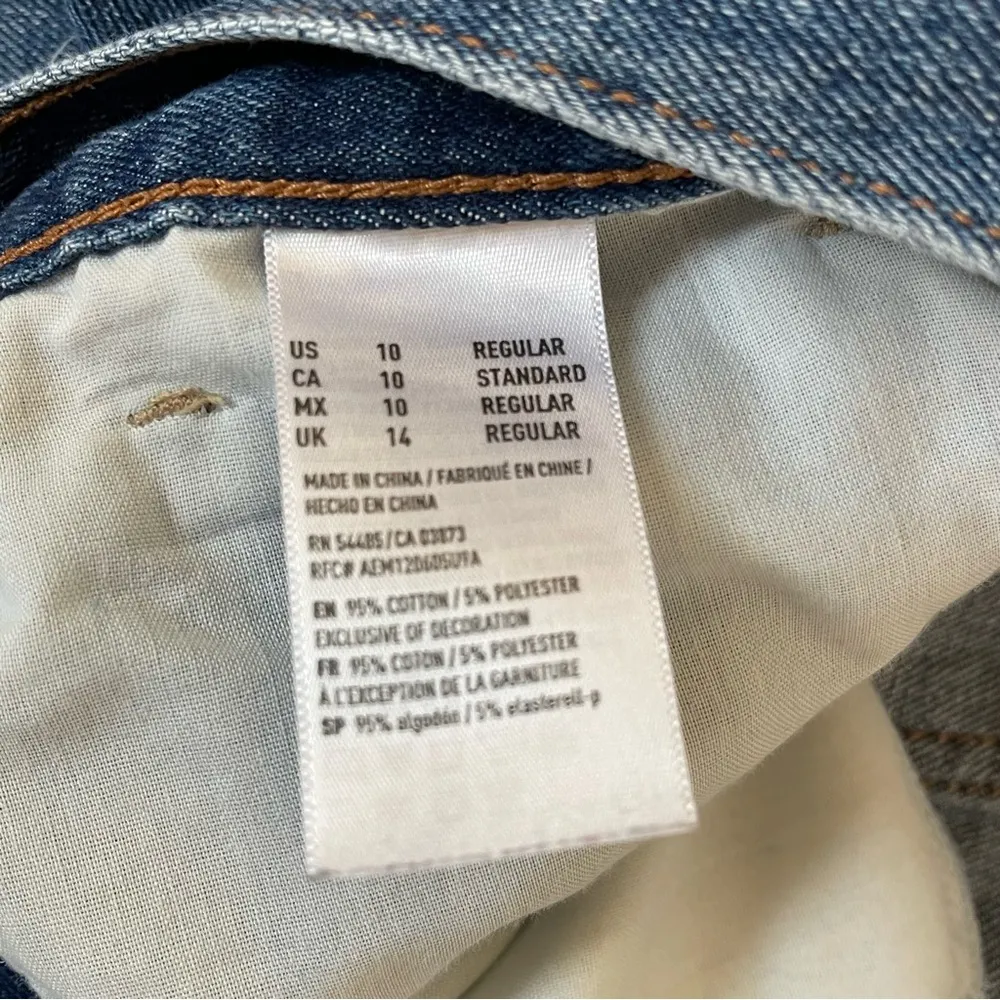 US 10 REGULAR
CA 10 STANDARD
MX 10 REGULAR
UK 14 REGULAR
MADE IN CHINA / FABRIQUÉ EN CHINE /
HECHO EN CHINA
RN 54485/CA 03873
RFC# AEM120605U9A
EN 95% COTTON / 5% POLYESTER
EXCLUSIVE OF DECORATION
FR 95% COTON / 5% POLYESTER
À L'EXCEPTION DE LA GARNITURE
SP 95% algodón / 5% elasterell-p